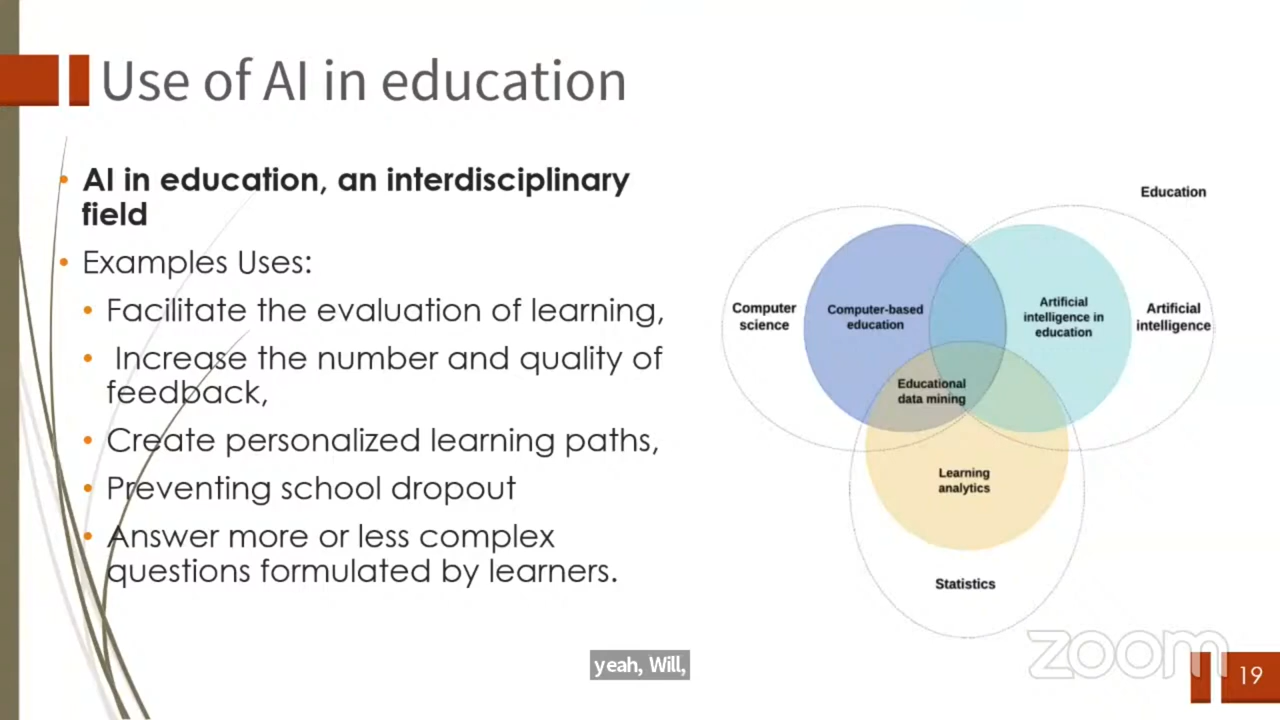 Use of AI in education
• AI in education, an interdisciplinary
field
• Examples Uses:
• Facilitate the evaluation of learning,
• Increase the number and quality of
feedback,
• Create personalized learning paths,
• Preventing school dropout
• Answer more or less complex
questions formulated by learners.
Education
Computer
science
Computer-based
education
Artificial
intelligence in
education
Artificial
intelligence
Educational
data mining
Learning
analytics
Statistics
zoom
yeah, Will,
19